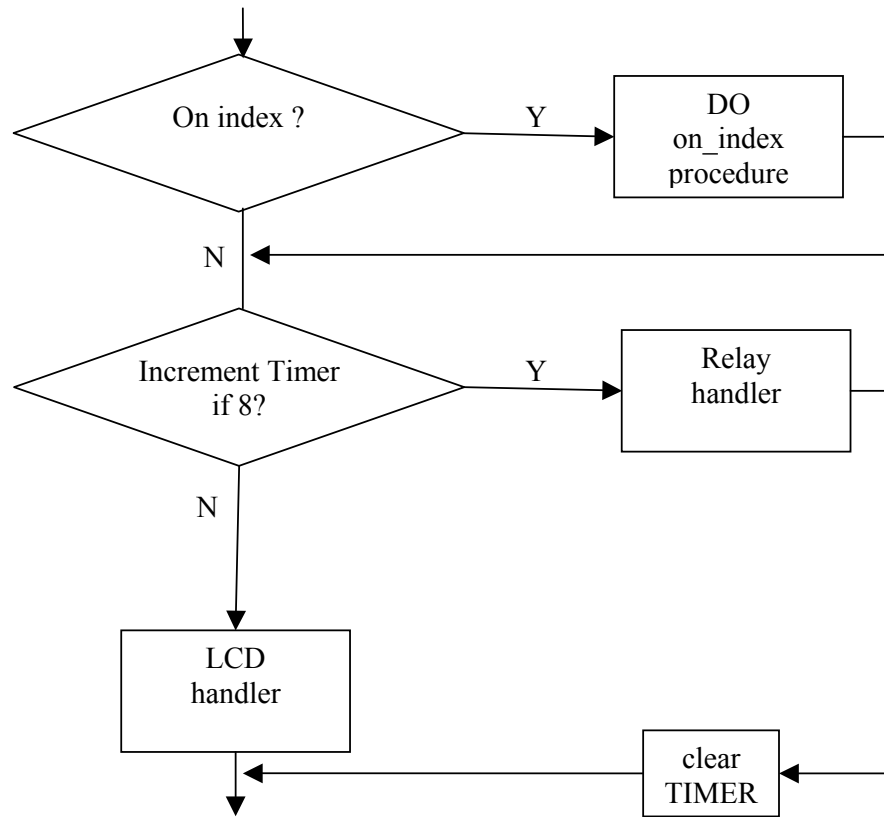 On index ?
Y
DO
on_index
procedure
N
Increment Timer
if 8?
Y
Relay
handler
N
LCD
handler
clear
TIMER